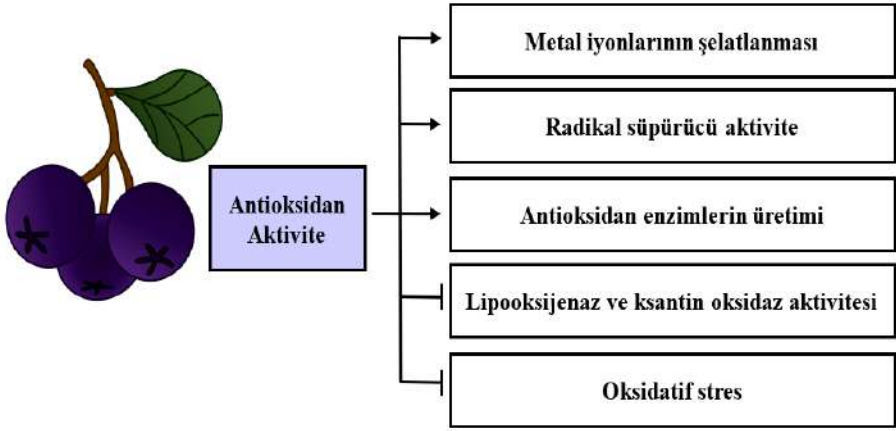 Metal iyonlarının şelatlanması
Radikal süpürücü aktivite
Antioksidan
Aktivite
Antioksidan enzimlerin üretimi
Lipooksijenaz ve ksantin oksidaz aktivitesi
Oksidatif stres